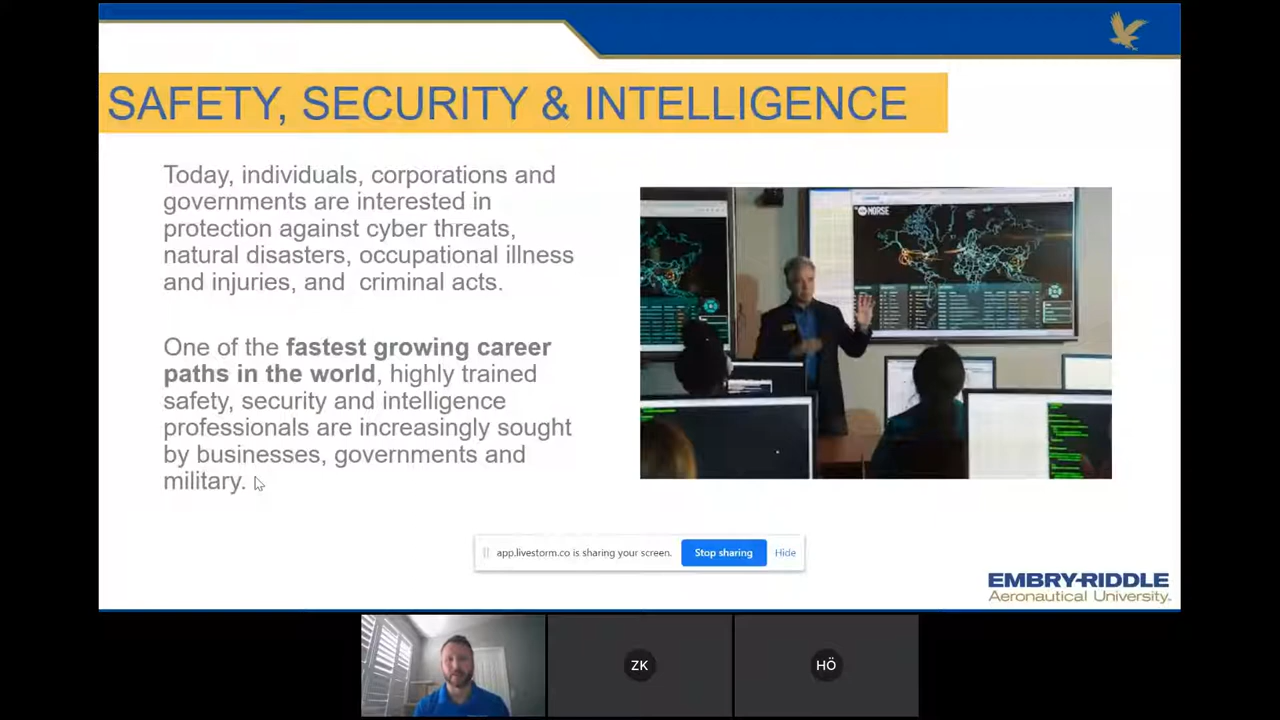 SAFETY, SECURITY & INTELLIGENCE
Today, individuals, corporations and
governments are interested in
protection against cyber threats,
natural disasters, occupational illness
and injuries, and  criminal acts.
One of the fastest growing career
paths in the world, highly trained
safety, security and intelligence
professionals are increasingly sought
by businesses, governments and
military.
NORSE
app.livestorm.co is sharing your screen.
Stop sharing
Hide
EMBRY-RIDDLE
Aeronautical University.
ZK
HÖ